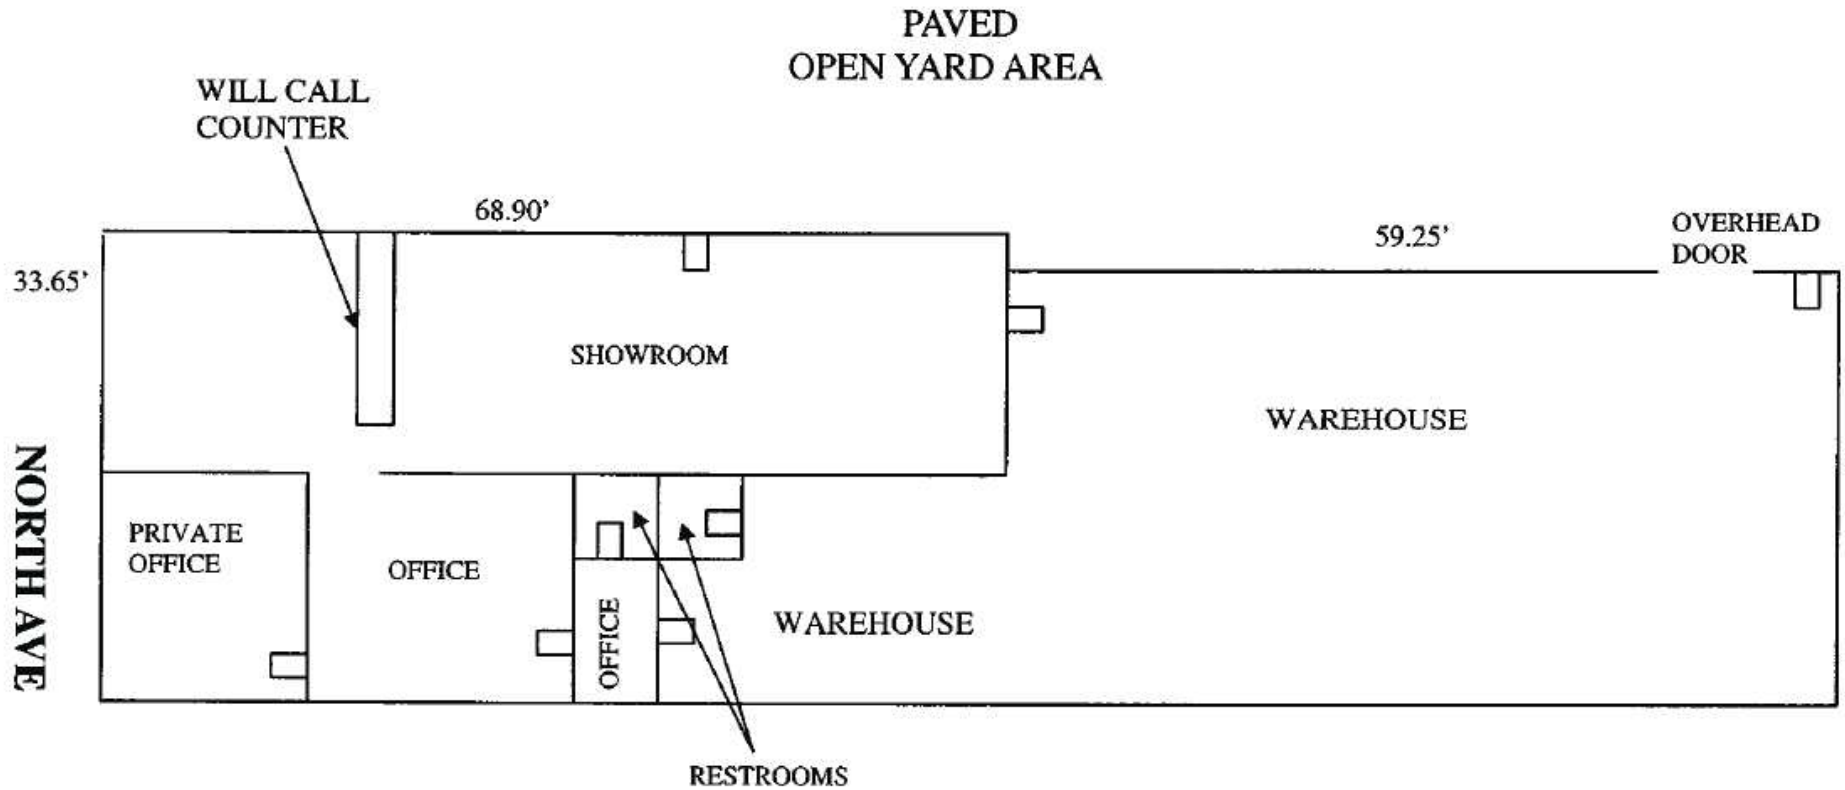 PAVED
OPEN YARD AREA
WILL CALL
COUNTER
68.90’
59.25’
OVERHEAD
DOOR
33.65’
SHOWROOM
WAREHOUSE
NORTH AVE
PRIVATE
OFFICE
OFFICE
OFFICE
WAREHOUSE
RESTROOMS